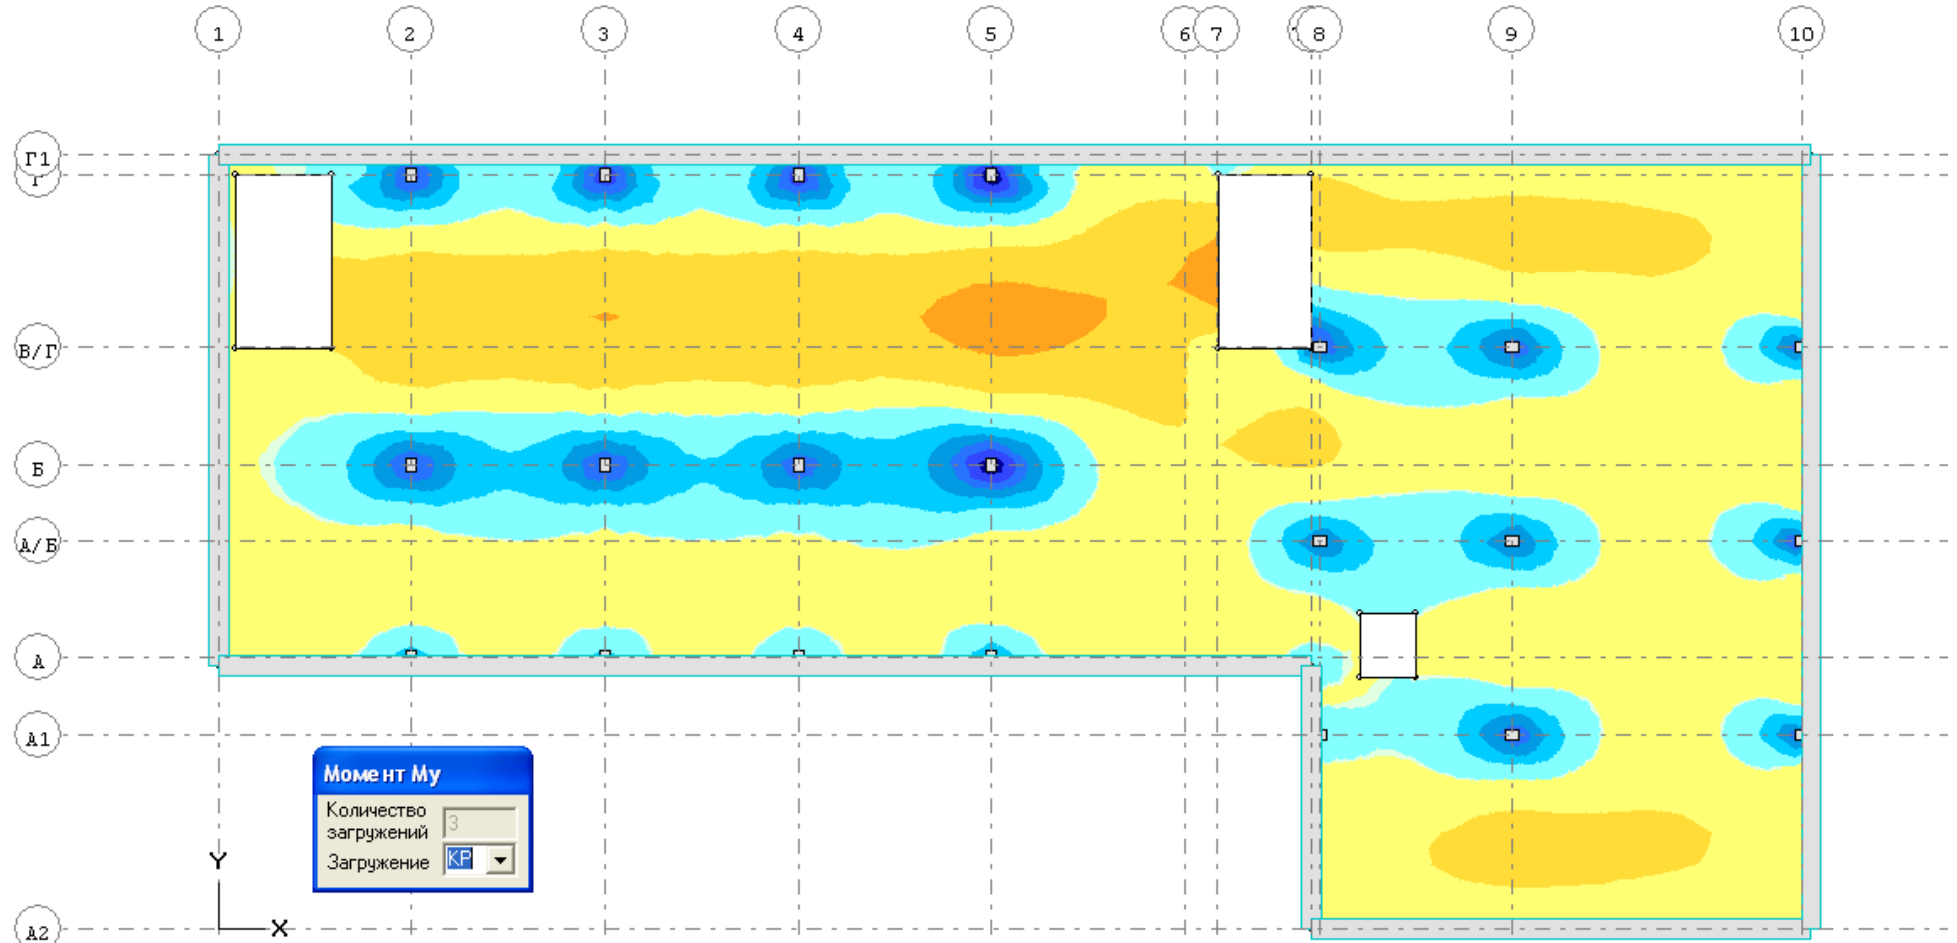 1 2 3 4 5 6 7 8 9 10
Г1
В/Г
Б
А/Б
А
А1
А2
Момент My
Количество
загружений 3
Загружение КР
Y
X